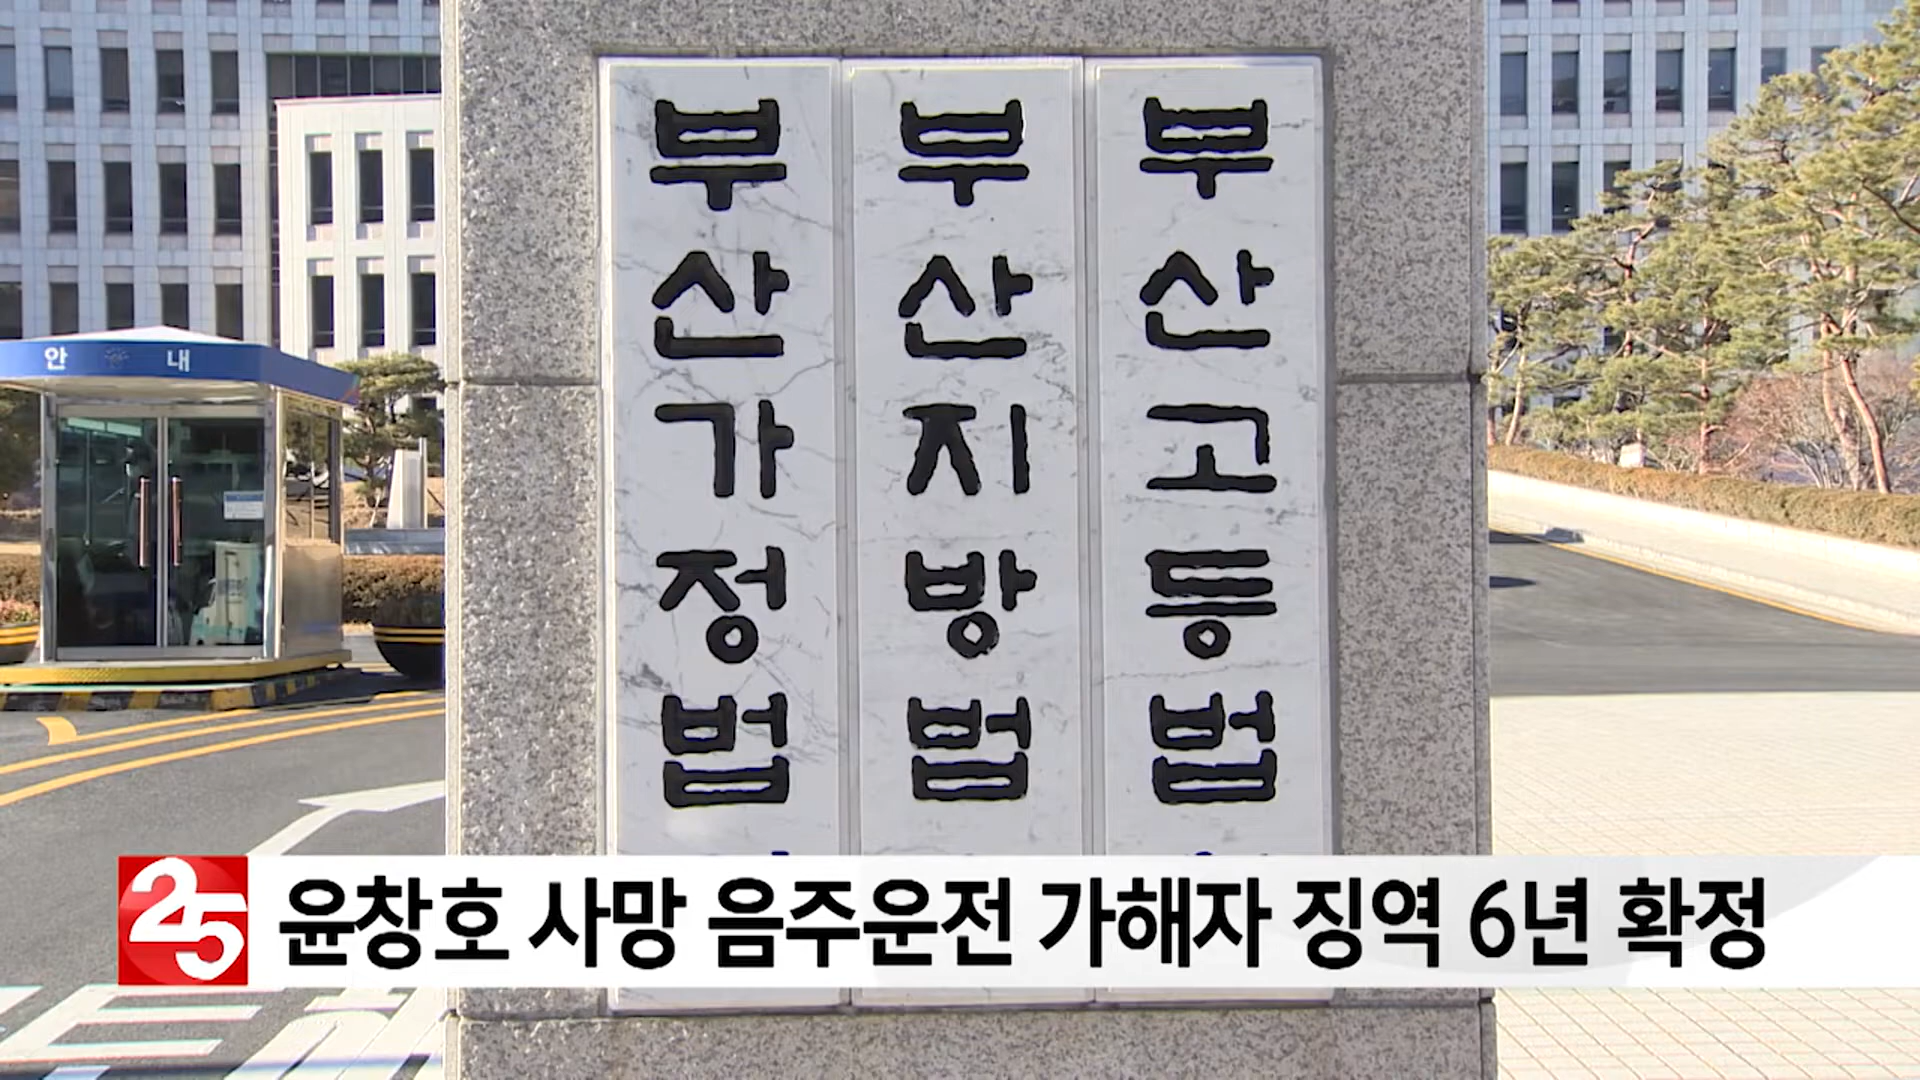 부산가정법
부산지방법
부산고등법
안내
25
윤창호 사망 음주운전 가해자 징역 6년 확정